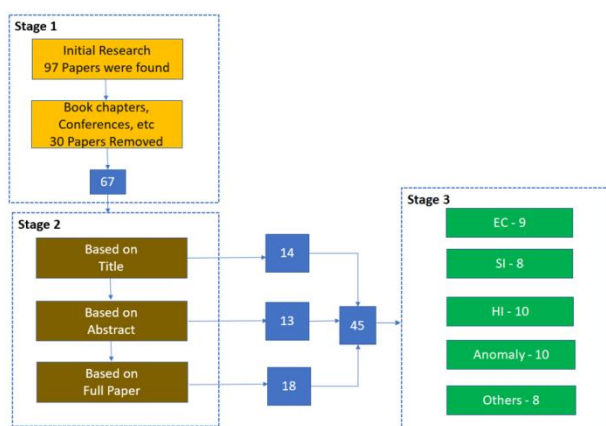 Stage 1
Initial Research
97 Papers were found
Book chapters,
Conferences, etc
30 Papers Removed
67
Stage 2
Based on
Title
14
Based on
Abstract
13
Based on
Full Paper
18
45
Stage 3
EC - 9
SI - 8
HI - 10
Anomaly - 10
Others - 8